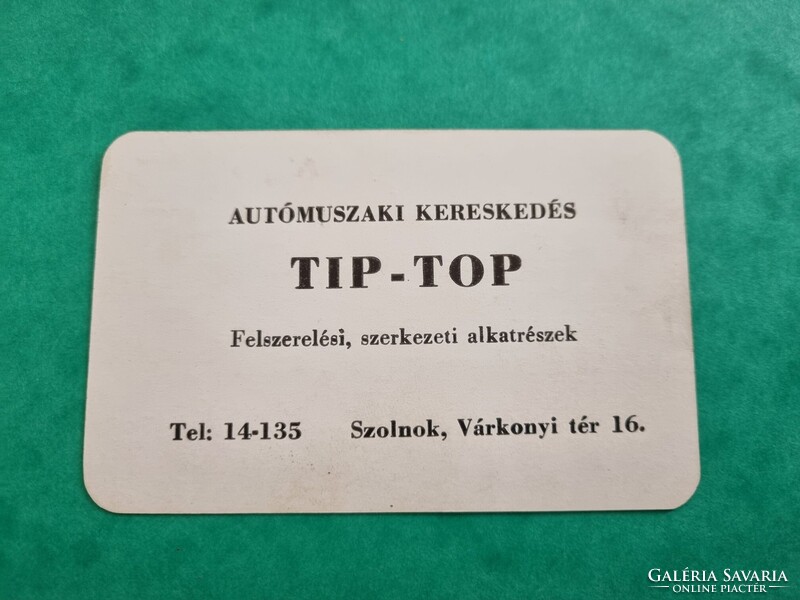 AUTÓMUSZAKI KERESKEDÉS
TIP-TOP
Felszerelési, szerkezeti alkatrészek
Tel: 14-135 Szolnok, Várkonyi tér 16.
GALÉRIA SAVARIA
ONLINE PIACTÉR